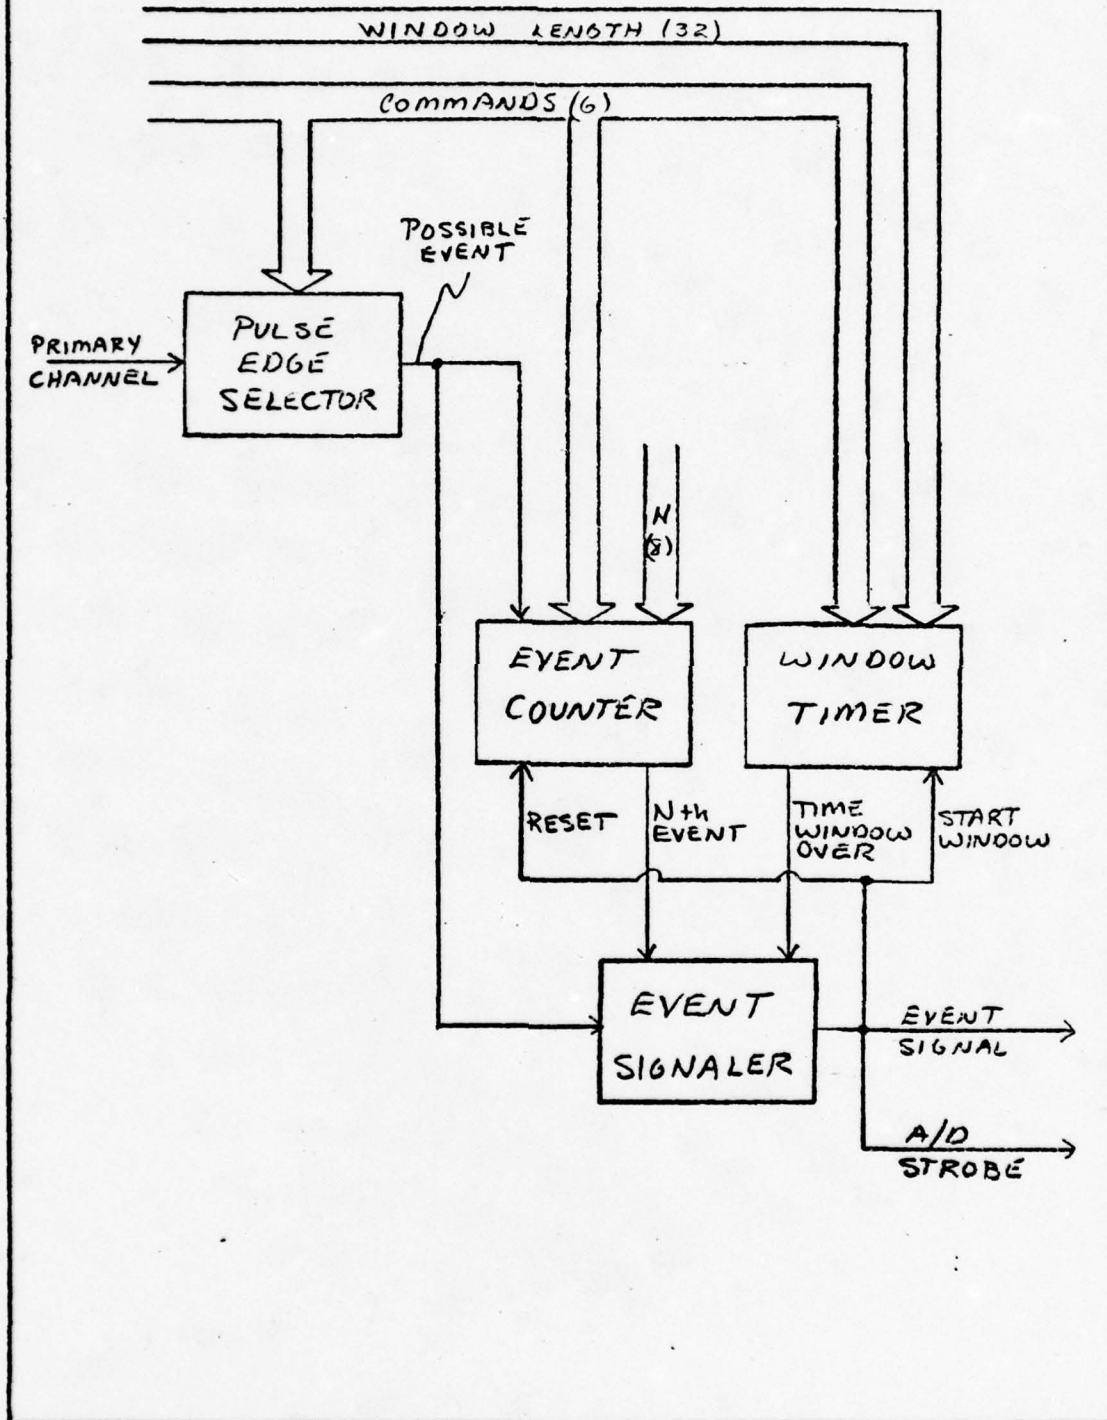 WINDOW LENGTH (32)
COMMANDS (6)
POSSIBLE
EVENT
PULSE
EDGE
SELECTOR
PRIMARY
CHANNEL
N
(8)
EVENT
COUNTER
WINDOW
TIMER
RESET
Nth
EVENT
TIME
WINDOW
OVER
START
WINDOW
EVENT
SIGNALER
EVENT
SIGNAL
A/D
STROBE